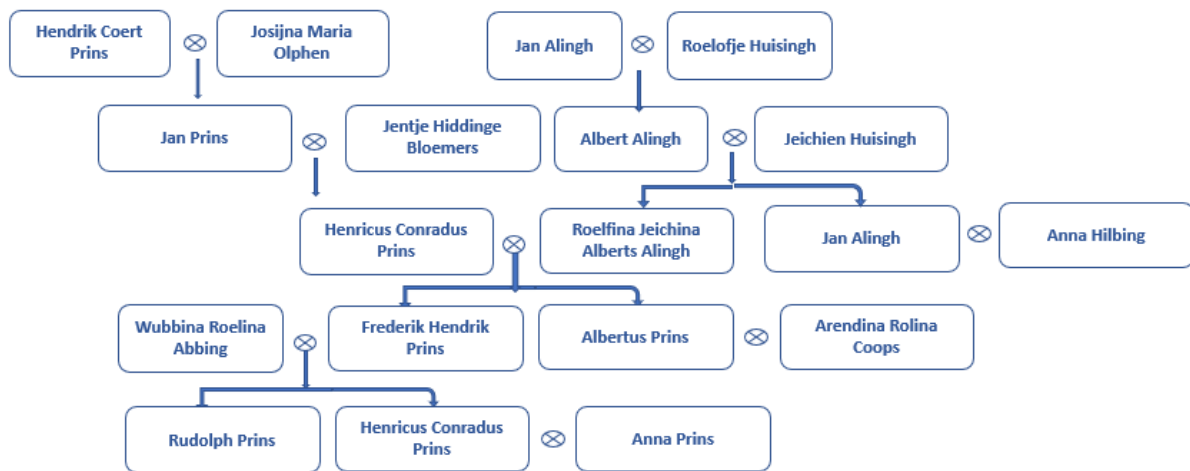 Hendrik Coert
Prins
Josijna Maria
Olphen
Jan Alingh
Roelofje Huisingh
Jan Prins
Jentje Hiddinge
Bloemers
Albert Alingh
Jeichien Huisingh
Henricus Conradus
Prins
Roelfina Jeichina
Alberts Alingh
Jan Alingh
Anna Hilbing
Wubbina Roelina
Abbing
Frederik Hendrik
Prins
Albertus Prins
Arendina Rolina
Coops
Rudolph Prins
Henricus Conradus
Prins
Anna Prins